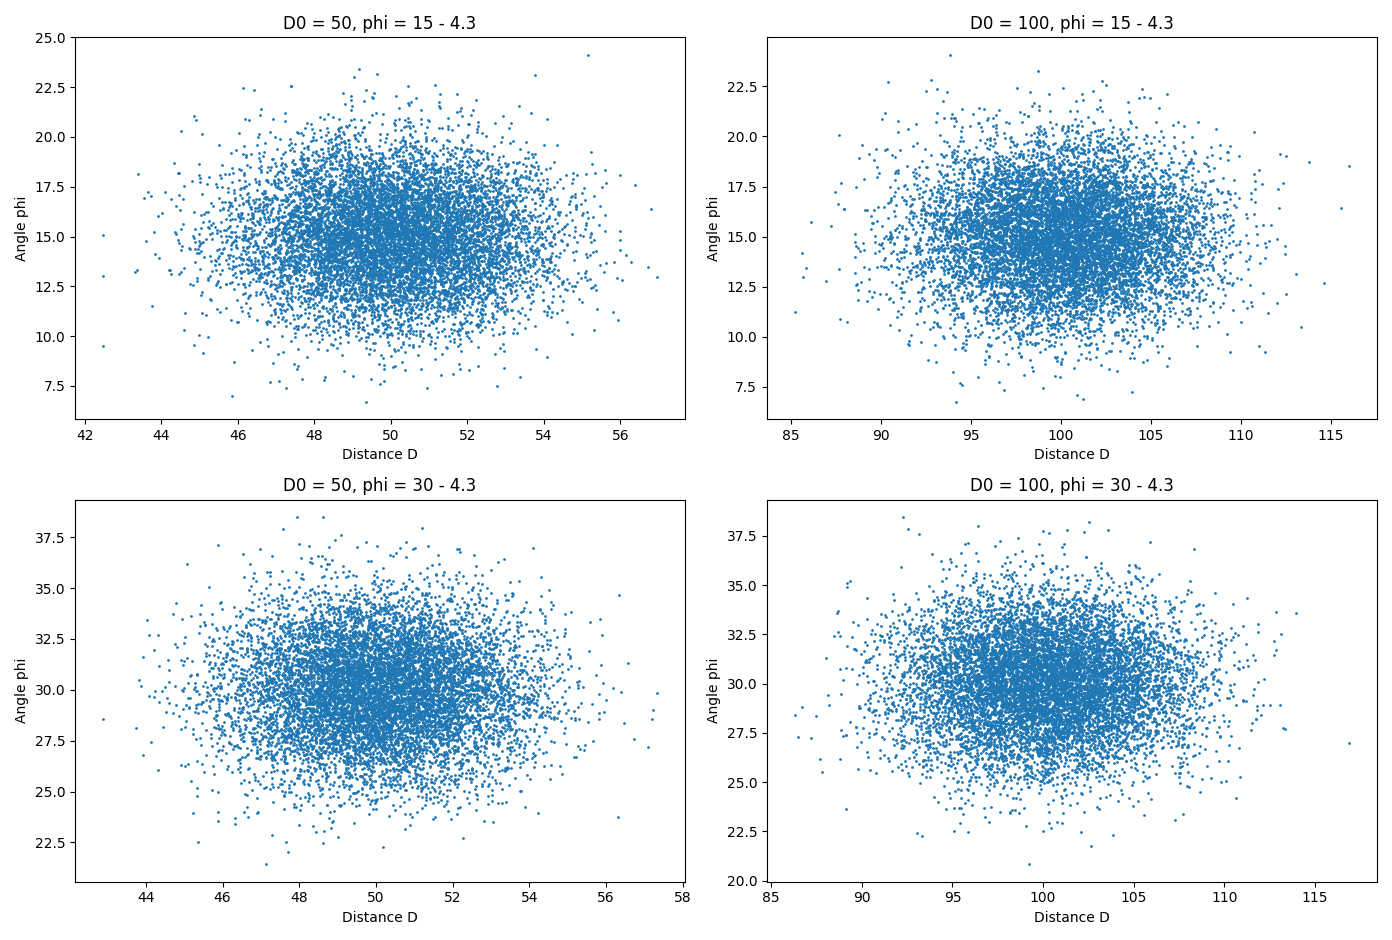 D0 = 50, phi = 15 - 4.3
25.0
22.5
20.0
17.5
15.0
12.5
10.0
7.5
Angle phi
42 44 46 48 50 52 54 56
Distance D
D0 = 100, phi = 15 - 4.3
22.5
20.0
17.5
15.0
12.5
10.0
7.5
Angle phi
85 90 95 100 105 110 115
Distance D
D0 = 50, phi = 30 - 4.3
37.5
35.0
32.5
30.0
27.5
25.0
22.5
Angle phi
44 46 48 50 52 54 56 58
Distance D
D0 = 100, phi = 30 - 4.3
37.5
35.0
32.5
30.0
27.5
25.0
22.5
20.0
Angle phi
85 90 95 100 105 110 115
Distance D